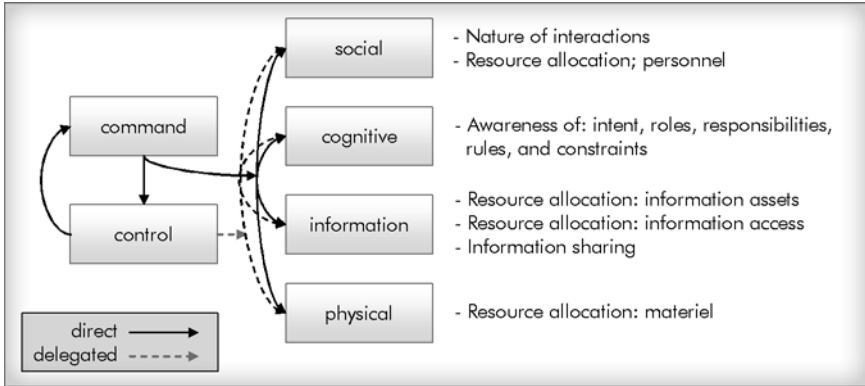 social
- Nature of interactions
- Resource allocation; personnel
command
cognitive
- Awareness of: intent, roles, responsibilities,
rules, and constraints
control
information
- Resource allocation: information assets
- Resource allocation: information access
- Information sharing
physical
- Resource allocation: materiel
direct
delegated